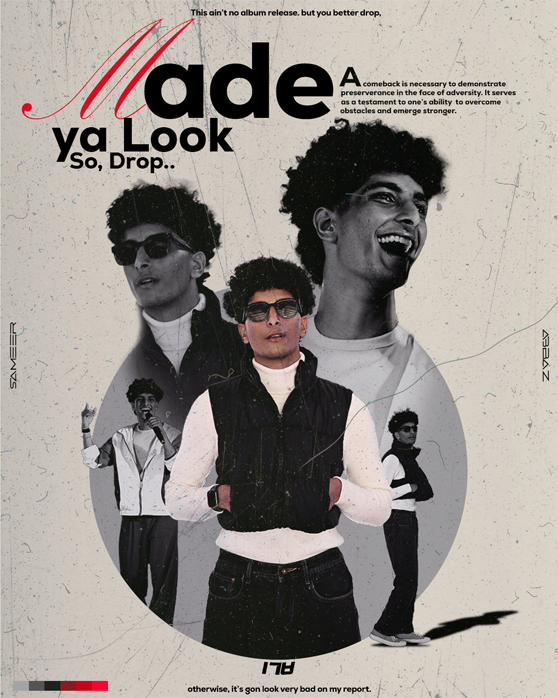 This ain't no album release. but you better drop,
Made
A comeback is necessary to demonstrate
preserverance in the face of adversity. It serves
as a testament to one's ability to overcome
obstacles and emerge stronger.
ya Look
So, Drop..
SAMEER
otherwise, it's gon look very bad on my report.